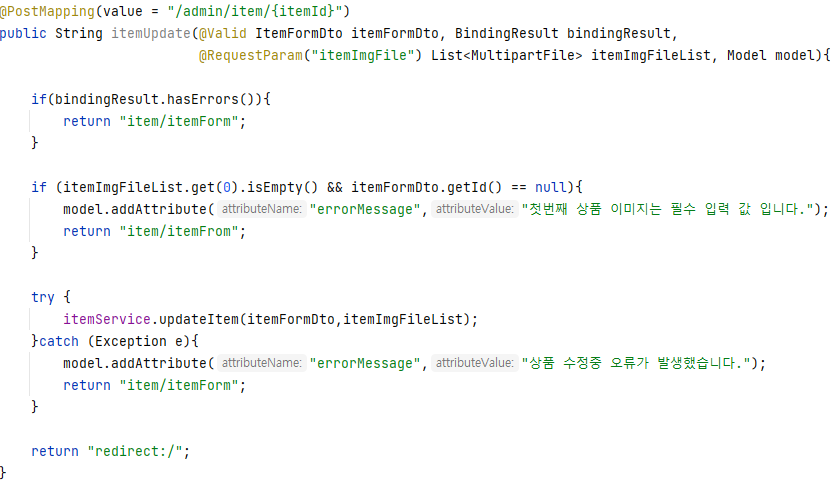 @PostMapping(value = "/admin/item/{itemId}")
public String itemUpdate(@Valid ItemFormDto itemFormDto, BindingResult bindingResult,
@RequestParam("itemImgFile") List<MultipartFile> itemImgFileList, Model model){
if(bindingResult.hasErrors()){
return "item/itemForm";
}
if (itemImgFileList.get(0).isEmpty() && itemFormDto.getId() == null){
model.addAttribute( attributeName: "errorMessage", attributeValue: "첫번째 상품 이미지는 필수 입력 값 입니다.");
return "item/itemFrom";
}
try {
itemService.updateItem(itemFormDto,itemImgFileList);
}catch (Exception e){
model.addAttribute( attributeName: "errorMessage", attributeValue: "상품 수정중 오류가 발생했습니다.");
return "item/itemForm";
}
return "redirect:/";
}